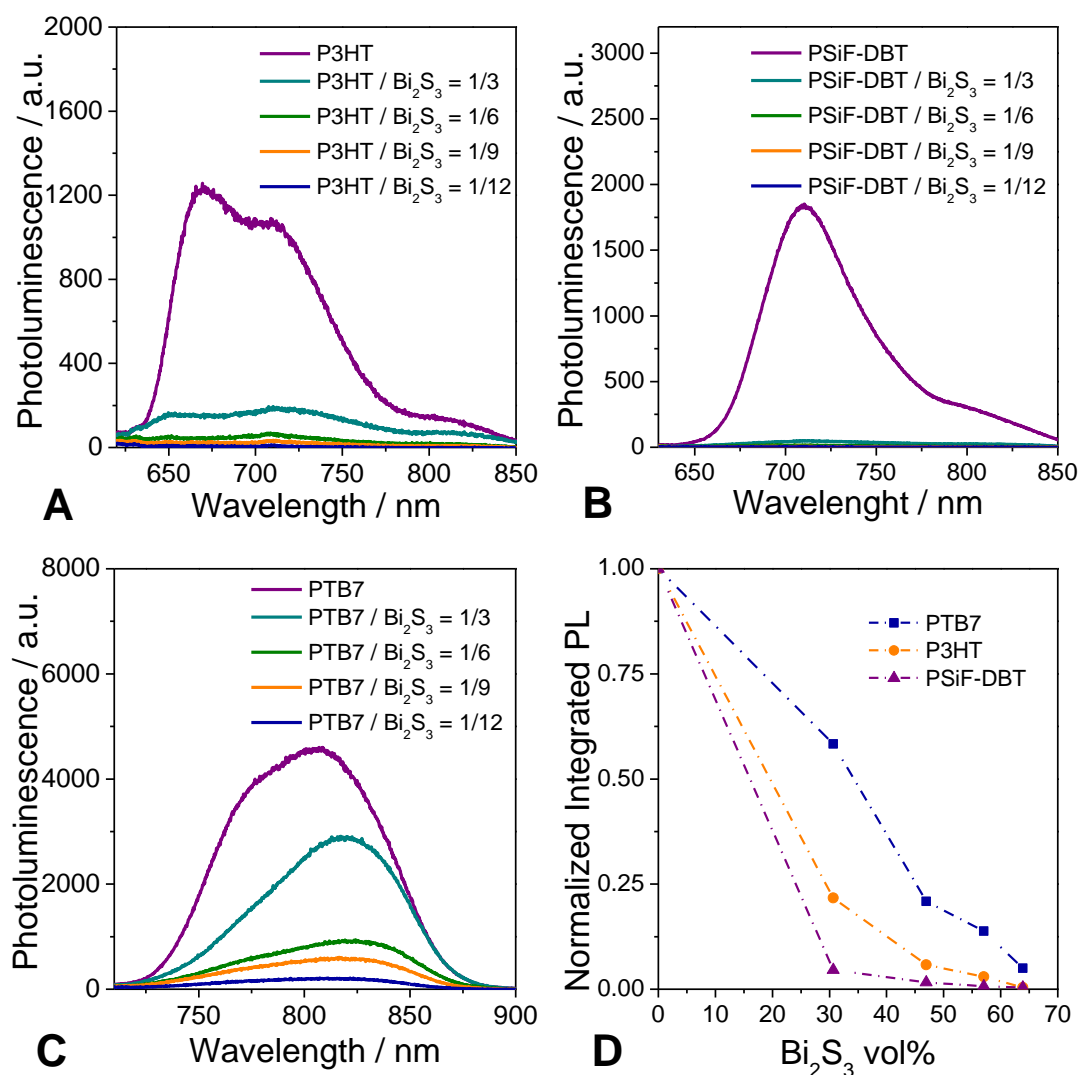 2000
1600
1200
800
400
0
Photoluminescence / a.u.
P3HT
P3HT / Bi₂S₃ = 1/3
P3HT / Bi₂S₃ = 1/6
P3HT / Bi₂S₃ = 1/9
P3HT / Bi₂S₃ = 1/12
650 700 750 800 850
Wavelength / nm
A
3000
2500
2000
1500
1000
500
0
Photoluminescence / a.u.
PSiF-DBT
PSiF-DBT / Bi₂S₃ = 1/3
PSiF-DBT / Bi₂S₃ = 1/6
PSiF-DBT / Bi₂S₃ = 1/9
PSiF-DBT / Bi₂S₃ = 1/12
650 700 750 800 850
Wavelenght / nm
B
8000
6000
4000
2000
0
Photoluminescence / a.u.
PTB7
PTB7 / Bi₂S₃ = 1/3
PTB7 / Bi₂S₃ = 1/6
PTB7 / Bi₂S₃ = 1/9
PTB7 / Bi₂S₃ = 1/12
750 800 850 900
Wavelength / nm
C
1.00
0.75
0.50
0.25
0.00
Normalized Integrated PL
PTB7
P3HT
PSiF-DBT
0 10 20 30 40 50 60 70
Bi₂S₃ vol%
D